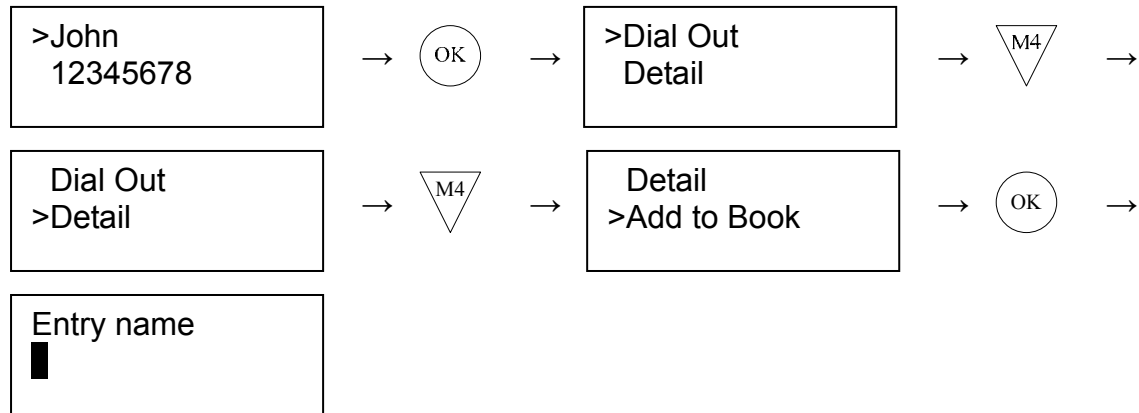 >John
12345678
→ OK →
>Dial Out
Detail
→ M4 →
Dial Out
>Detail
→ M4 →
Detail
>Add to Book
→ OK →
Entry name